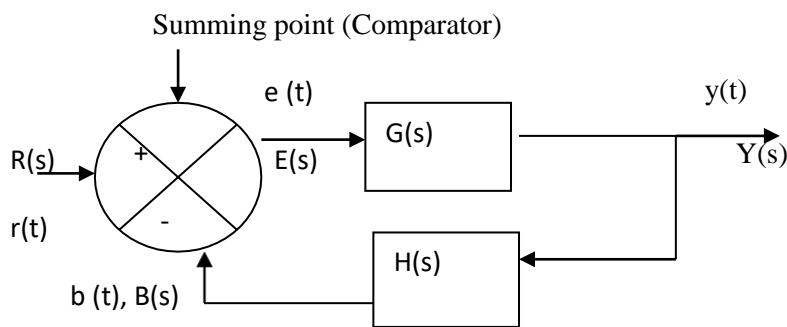 Summing point (Comparator)
e (t)
y(t)
G(s)
+
R(s)
E(s)
Y(s)
-
r(t)
H(s)
b (t), B(s)